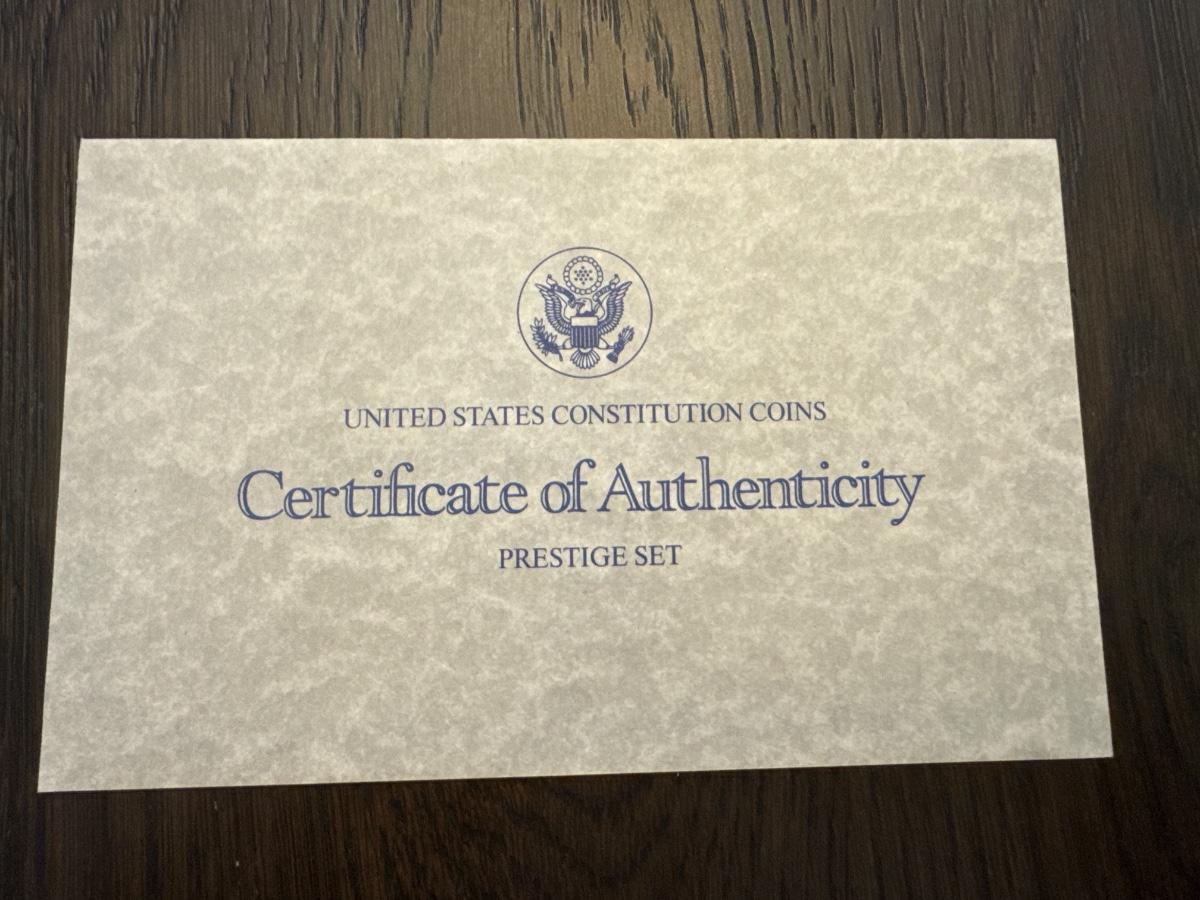 UNITED STATES CONSTITUTION COINS
Certificate of Authenticity
PRESTIGE SET